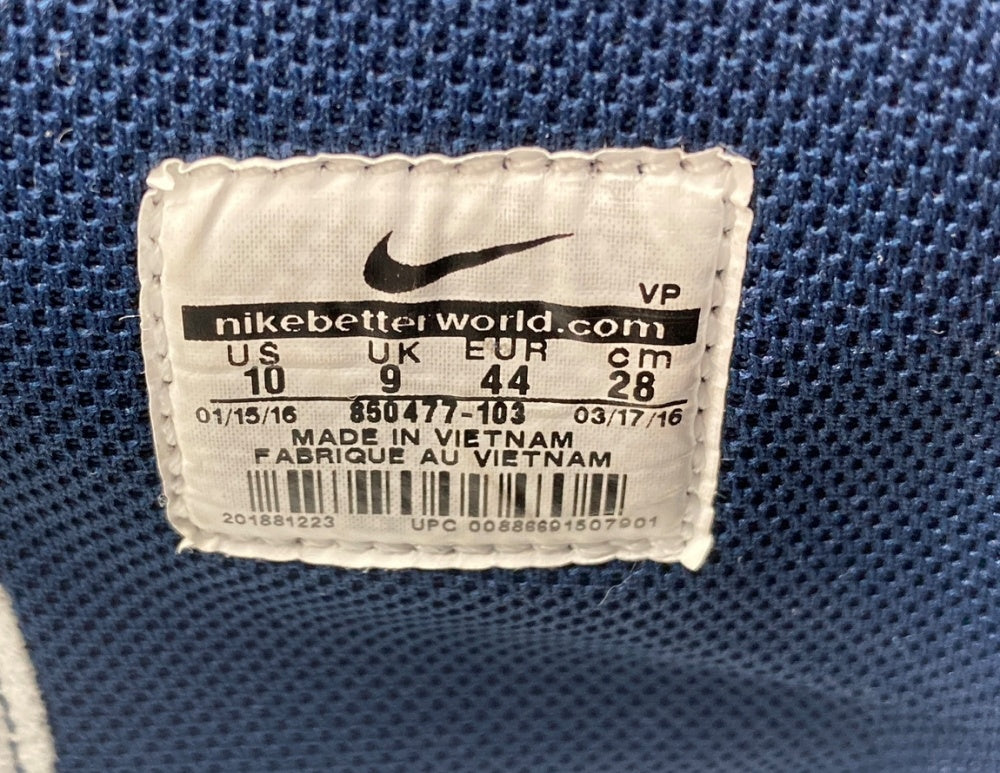 VP
nikebetterworld.com
US UK EUR cm
10 9 44 28
01/15/16 850477-103 03/17/16
MADE IN VIETNAM
FABRIQUE AU VIETNAM
201881223 UPC 00886691507901